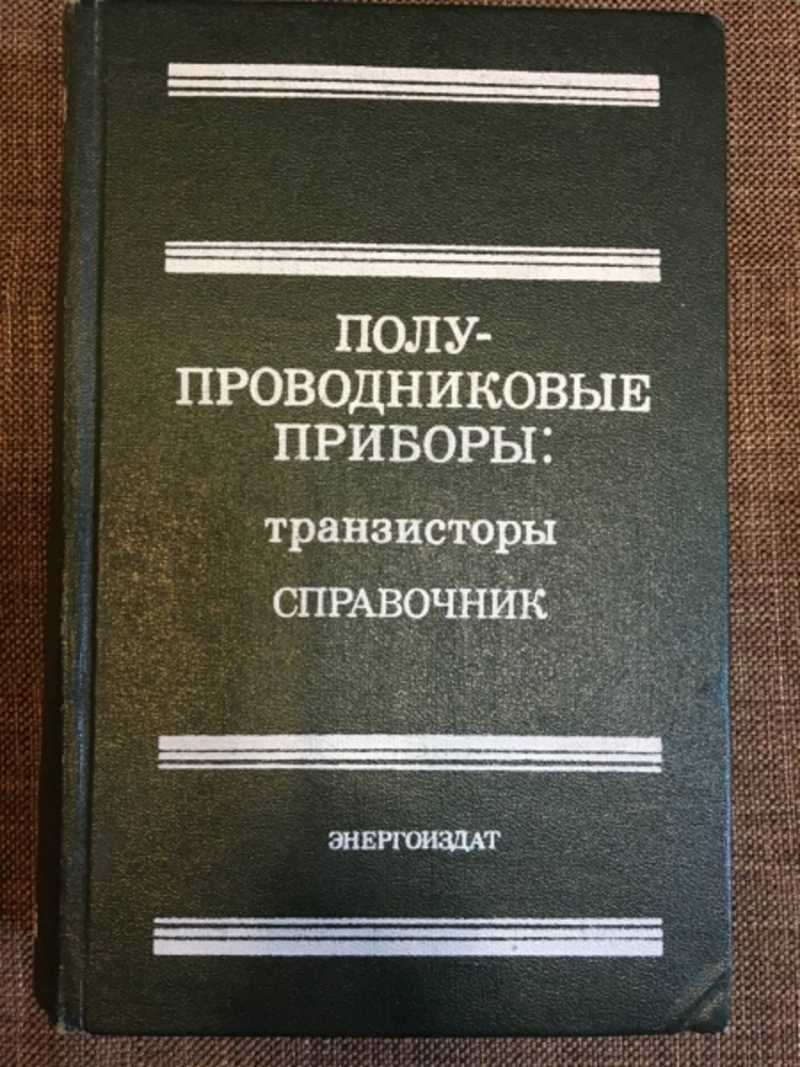 ПОЛУ-
ПРОВОДНИКОВЫЕ
ПРИБОРЫ:
транзисторы
СПРАВОЧНИК
ЭНЕРГОИЗДАТ